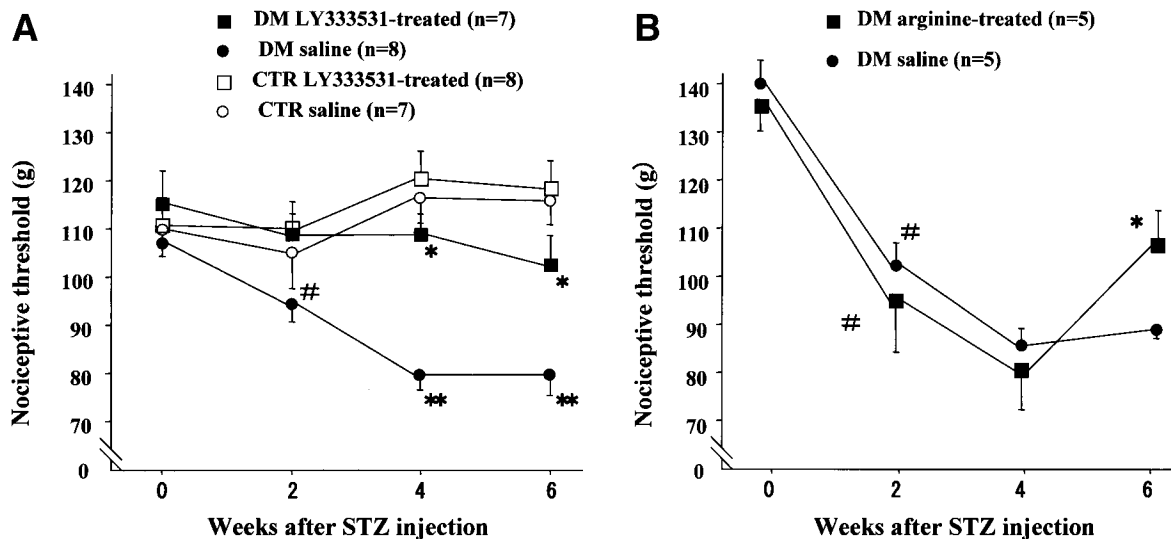 A
DM LY333531-treated (n=7)
DM saline (n=8)
CTR LY333531-treated (n=8)
CTR saline (n=7)
Nociceptive threshold (g)
140
130
120
110
100
90
80
70
0
#
*
*
**
**
0 2 4 6
Weeks after STZ injection
B
DM arginine-treated (n=5)
DM saline (n=5)
Nociceptive threshold (g)
140
130
120
110
100
90
80
70
0
#
#
*
0 2 4 6
Weeks after STZ injection